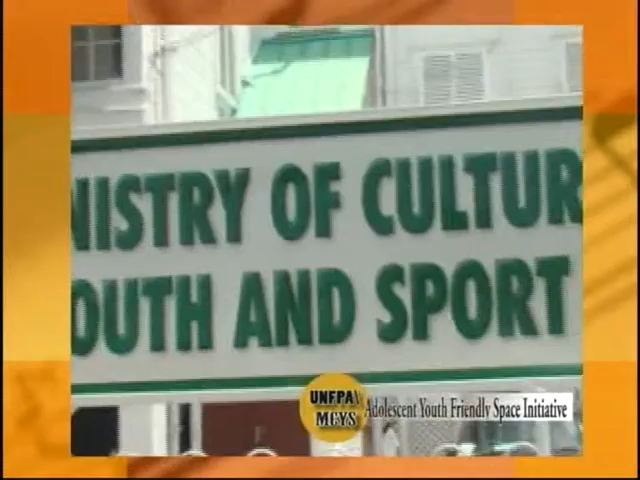 NISTRY OF CULTUR
OUTH AND SPORT
UNFPA/
MCYS
Adolescent Youth Friendly Space Initiative